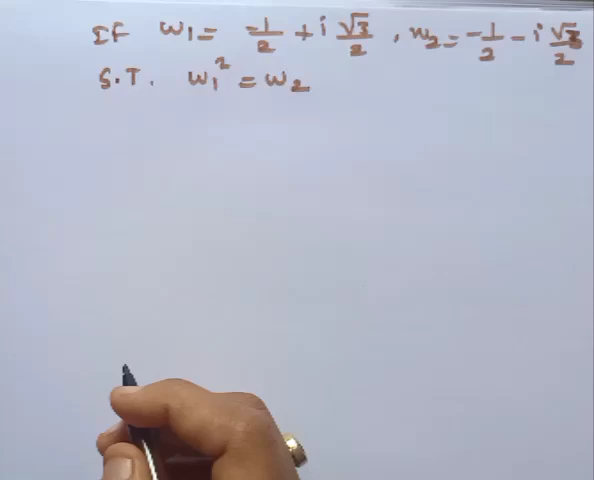 If w₁ = -1/2 + i √3/2 , w₂ = -1/2 - i √3/2
S.T. w₁² = w₂